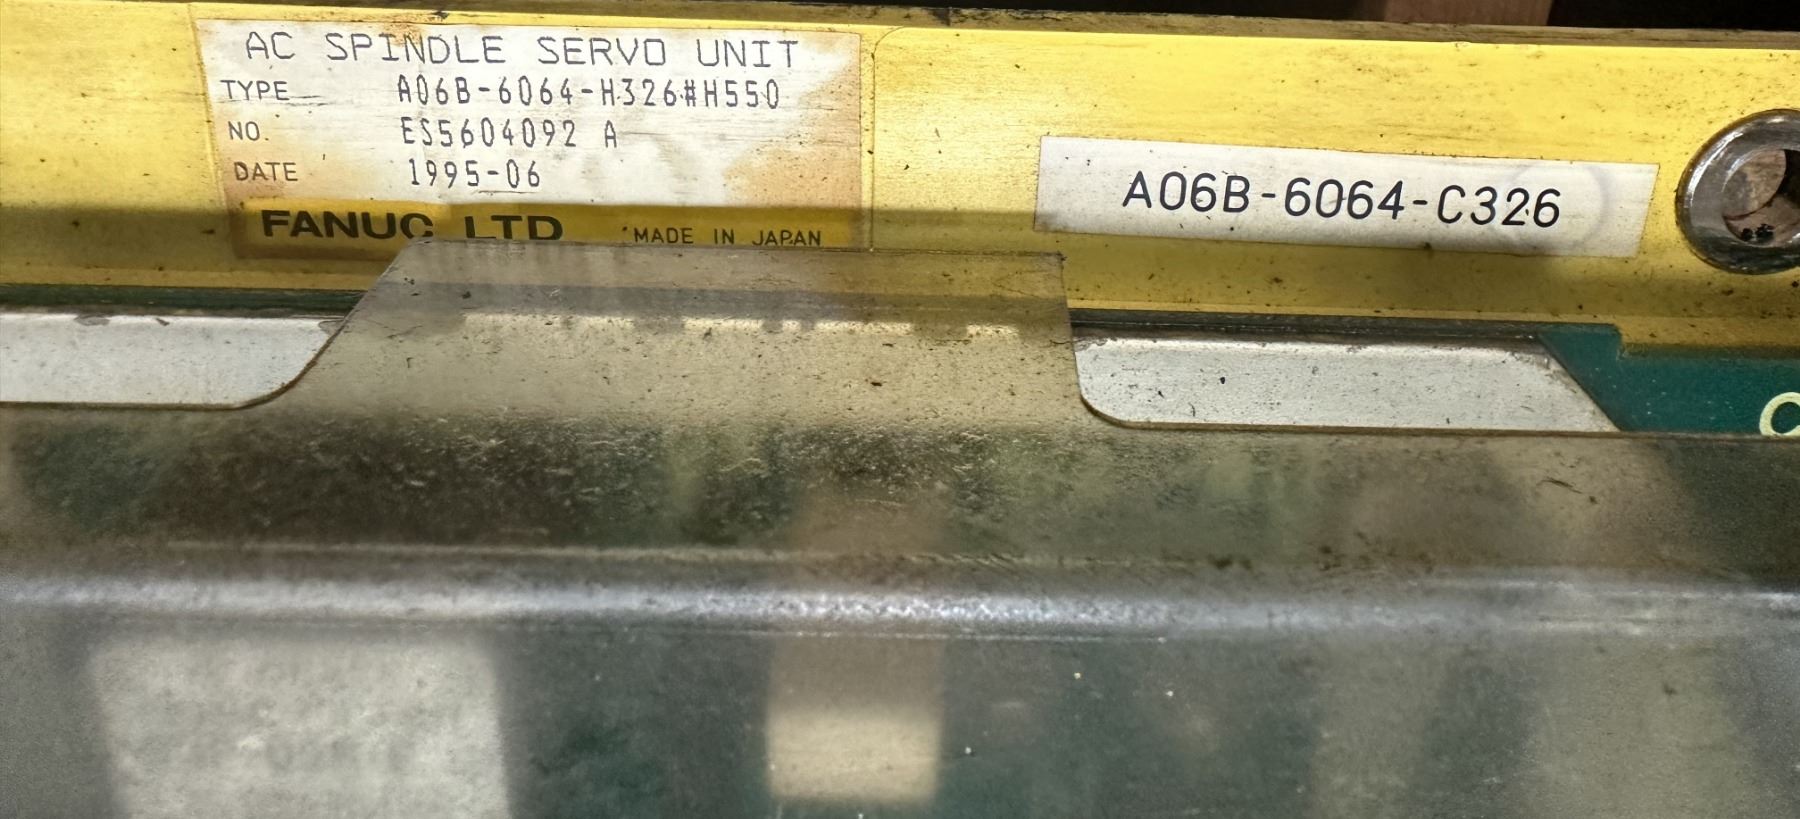 AC SPINDLE SERVO UNIT
TYPE A06B-6064-H326#H550
NO. ES5604092 A
DATE 1995-06
FANUC LTD MADE IN JAPAN
A06B-6064-C326